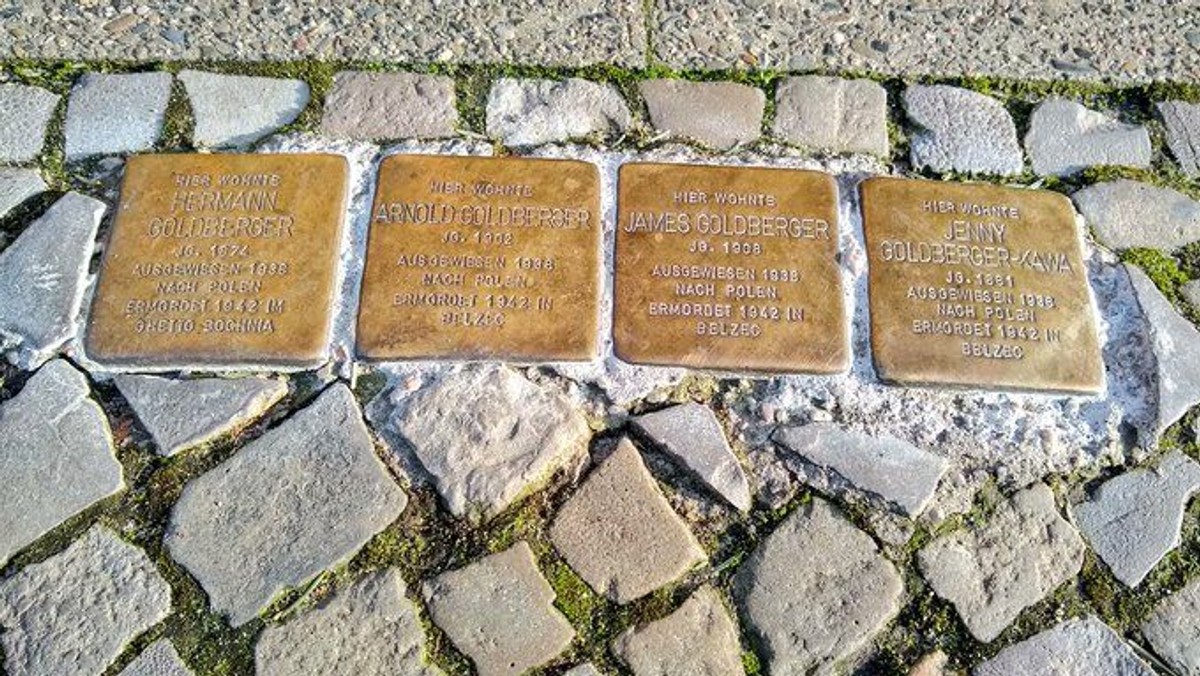 HIER WOHNTE
HERMANN
GOLDBERGER
JG. 1874
AUSGEWIESEN 1938
NACH POLEN
ERMORDET 1942 IM
GHETTO BOCHNIA
HIER WOHNTE
ARNOLD GOLDBERGER
JG. 1902
AUSGEWIESEN 1938
NACH POLEN
ERMORDET 1942 IN
BELZEC
HIER WOHNTE
JAMES GOLDBERGER
JG. 1908
AUSGEWIESEN 1938
NACH POLEN
ERMORDET 1942 IN
BELZEC
HIER WOHNTE
JENNY
GOLDBERGER-KAWA
JG. 1881
AUSGEWIESEN 1938
NACH POLEN
ERMORDET 1942 IN
BELZEC